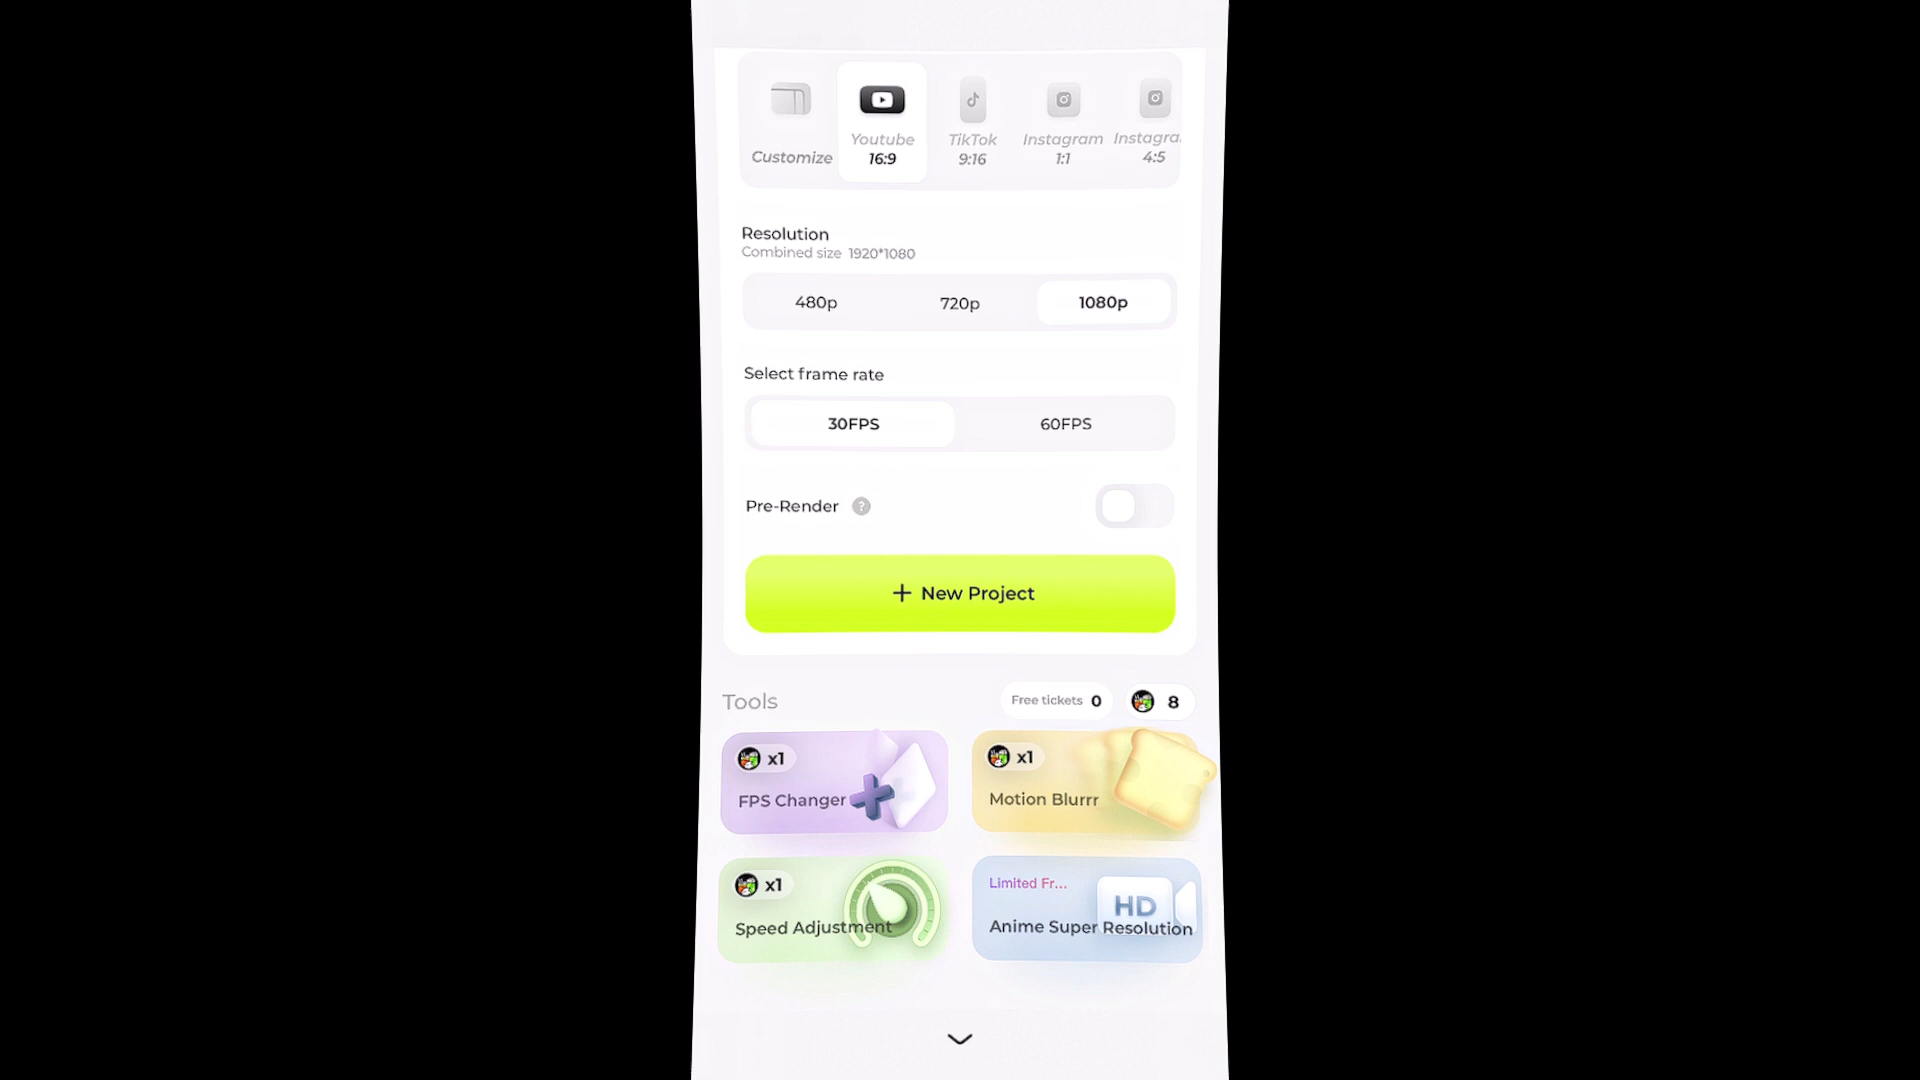 Customize
Youtube
16:9
TikTok
9:16
Instagram
1:1
Instagra
4:5
Resolution
Combined size 1920*1080
480p
720p
1080p
Select frame rate
30FPS
60FPS
Pre-Render ?
+ New Project
Tools
Free tickets 0
8
x1
FPS Changer
x1
Motion Blurrr
x1
Speed Adjustment
Limited Fr...
HD
Anime Super Resolution